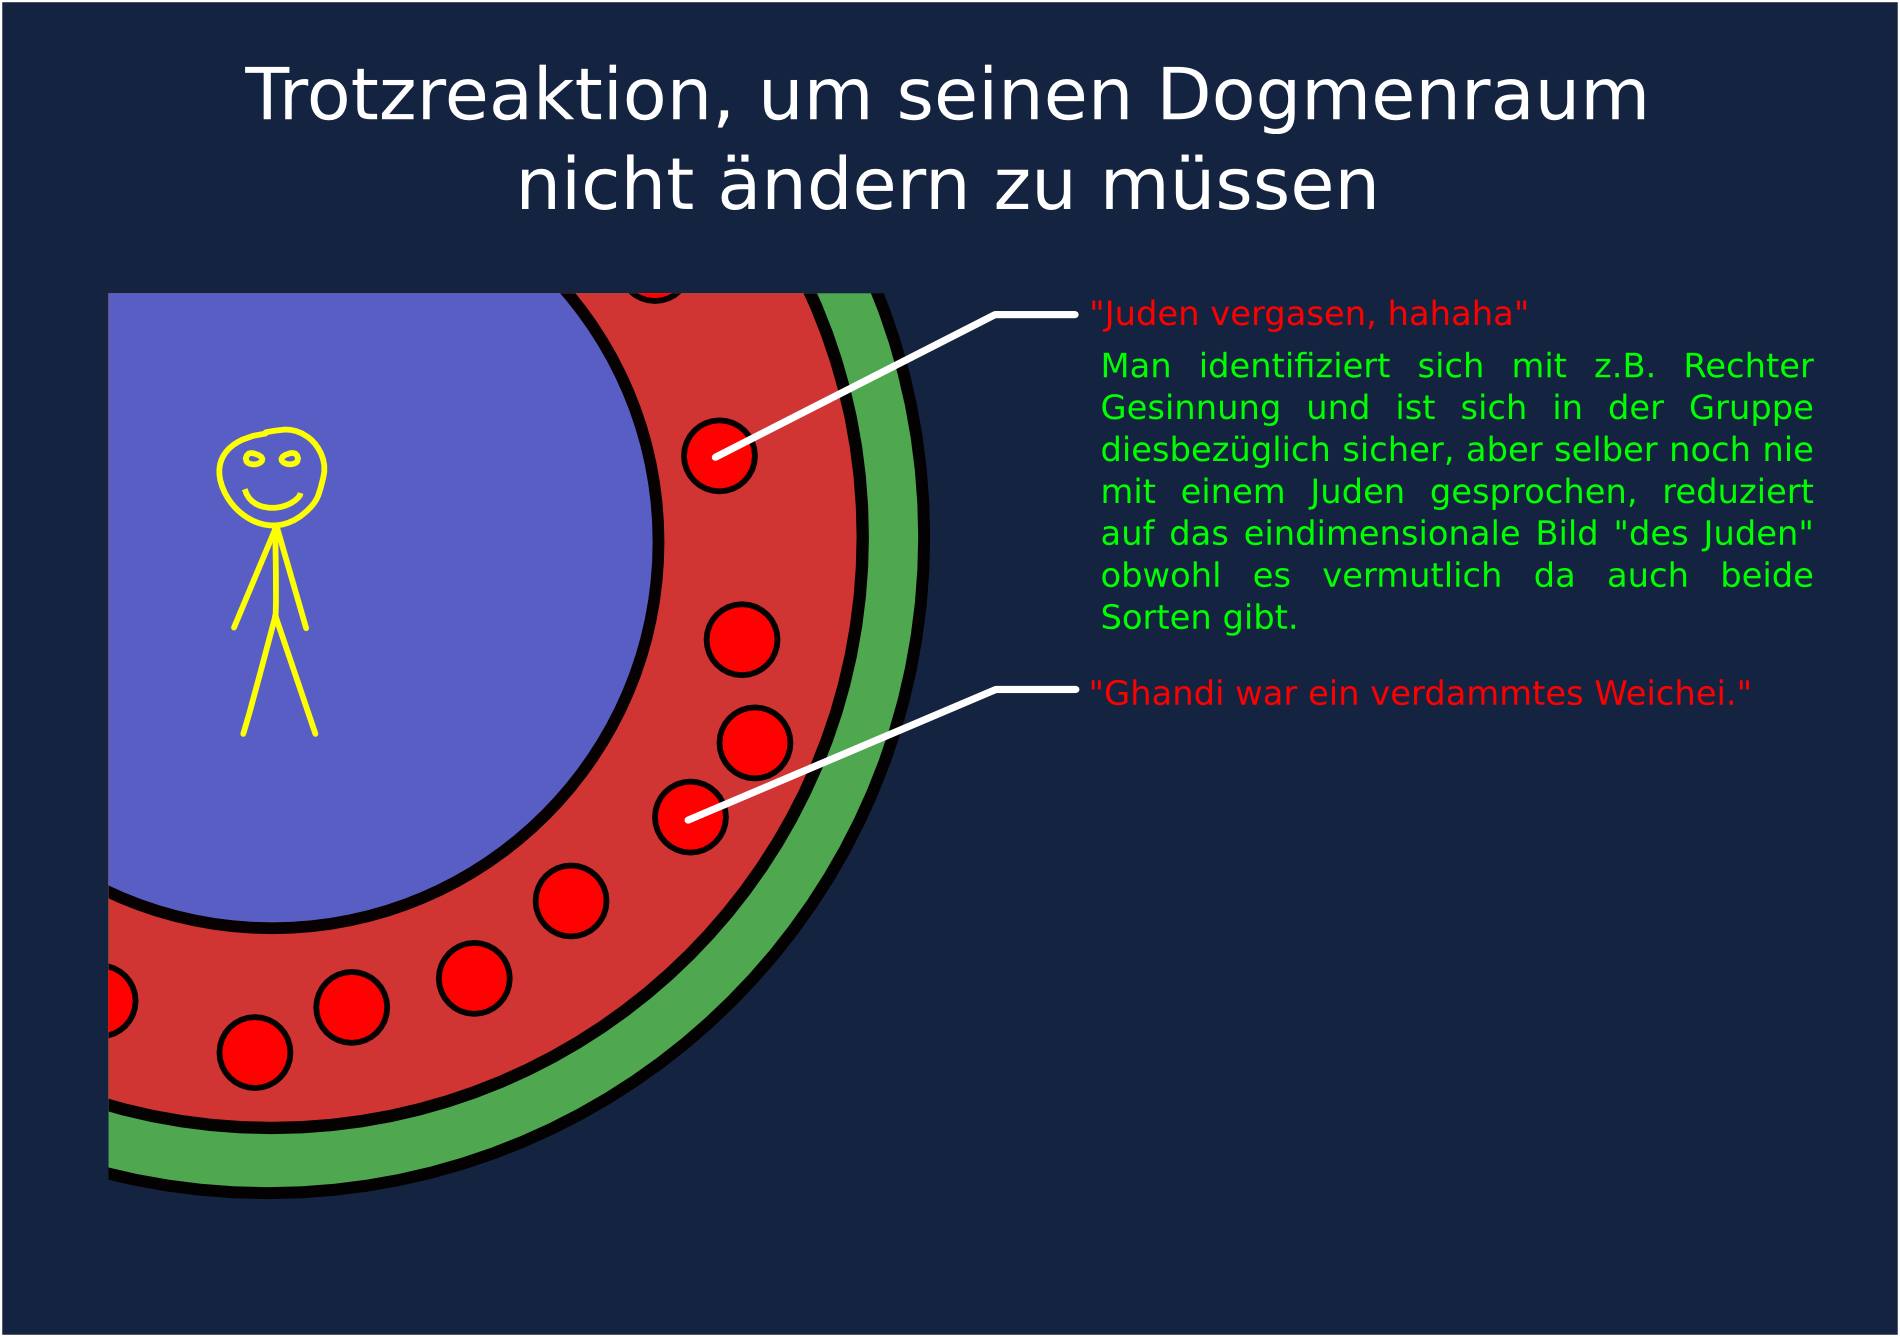 Trotzreaktion, um seinen Dogmenraum
nicht ändern zu müssen
"Juden vergasen, hahaha"
Man identifiziert sich mit z.B. Rechter
Gesinnung und ist sich in der Gruppe
diesbezüglich sicher, aber selber noch nie
mit einem Juden gesprochen, reduziert
auf das eindimensionale Bild "des Juden"
obwohl es vermutlich da auch beide
Sorten gibt.
"Ghandi war ein verdammtes Weichei."